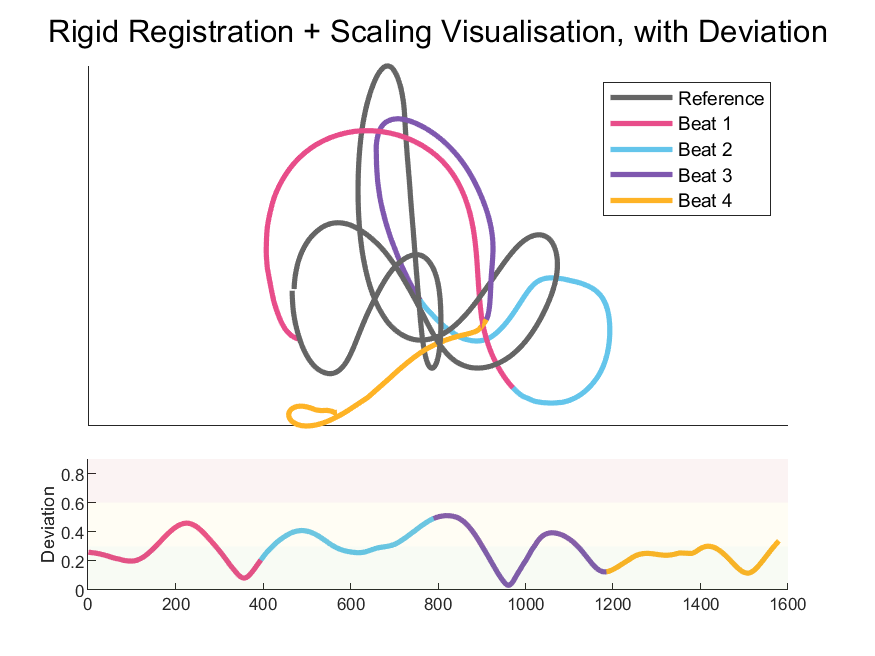 Rigid Registration + Scaling Visualisation, with Deviation
Reference
Beat 1
Beat 2
Beat 3
Beat 4
Deviation
0.8
0.6
0.4
0.2
0
0 200 400 600 800 1000 1200 1400 1600